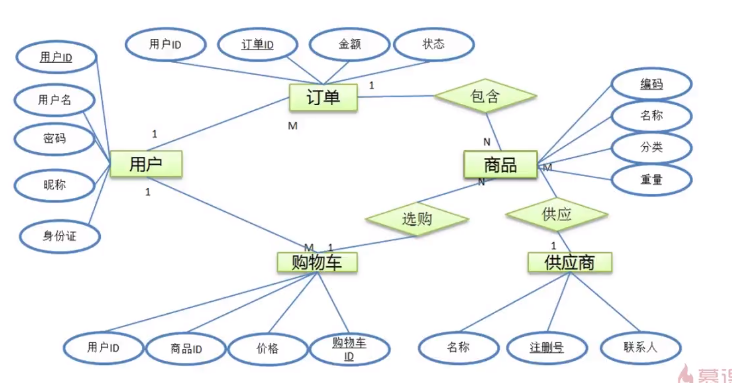 用户ID
订单ID
金额
状态
用户ID
用户名
密码
昵称
身份证
订单
1
M
包含
N
编码
名称
分类
重量
用户
1
1
商品
N
M
选购
供应
M
1
1
购物车
供应商
用户ID
商品ID
价格
购物车
ID
名称
注册号
联系人
慕课